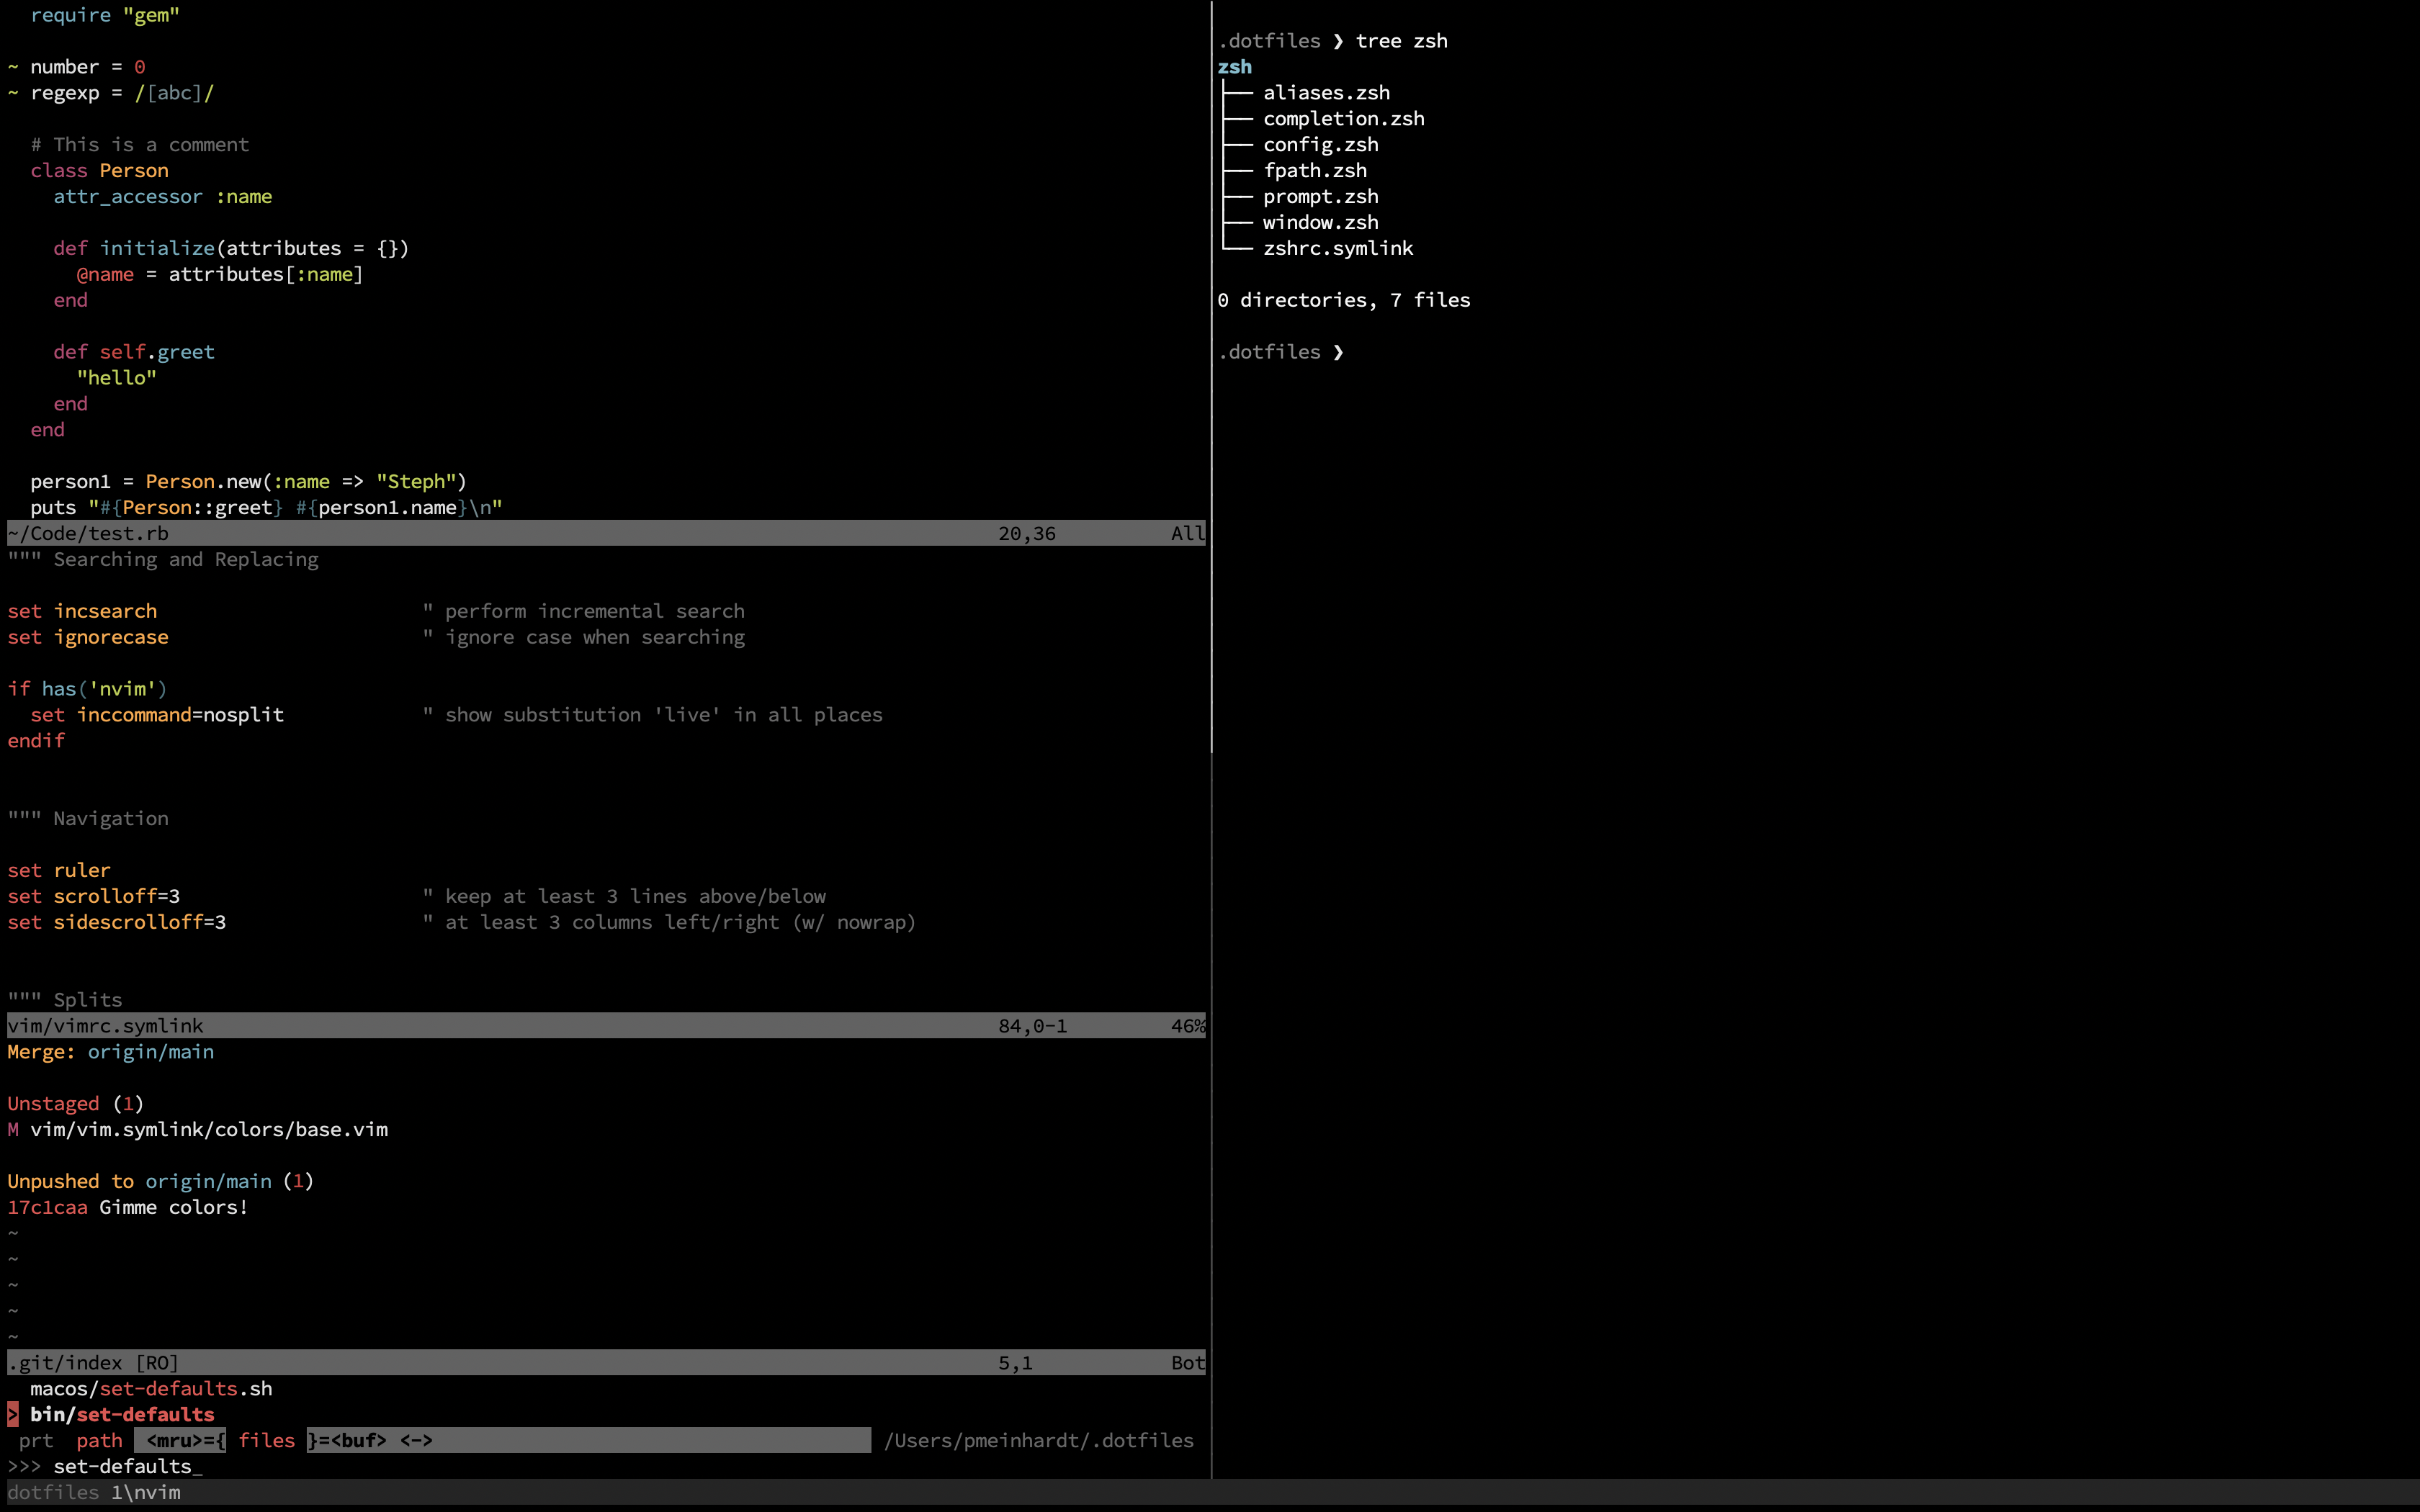 require "gem"
~ number = 0
~ regexp = /[abc]/
# This is a comment
class Person
attr_accessor :name
def initialize(attributes = {})
@name = attributes[:name]
end
def self.greet
"hello"
end
end
person1 = Person.new(:name => "Steph")
puts "#{Person::greet} #{person1.name}\n"
~/Code/test.rb 20,36 All
""" Searching and Replacing
set incsearch " perform incremental search
set ignorecase " ignore case when searching
if has('nvim')
set inccommand=nosplit " show substitution 'live' in all places
endif
""" Navigation
set ruler
set scrolloff=3 " keep at least 3 lines above/below
set sidescrolloff=3 " at least 3 columns left/right (w/ nowrap)
""" Splits
vim/vimrc.symlink 84,0-1 46%
Merge: origin/main
Unstaged (1)
M vim/vim.symlink/colors/base.vim
Unpushed to origin/main (1)
17c1caa Gimme colors!
~
~
~
~
~
.git/index [RO] 5,1 Bot
macos/set-defaults.sh
> bin/set-defaults
prt path <mru>={ files }=<buf> <-> /Users/pmeinhardt/.dotfiles
>>> set-defaults_
dotfiles 1\nvim
.dotfiles ❯ tree zsh
zsh
├── aliases.zsh
├── completion.zsh
├── config.zsh
├── fpath.zsh
├── prompt.zsh
├── window.zsh
└── zshrc.symlink
0 directories, 7 files
.dotfiles ❯